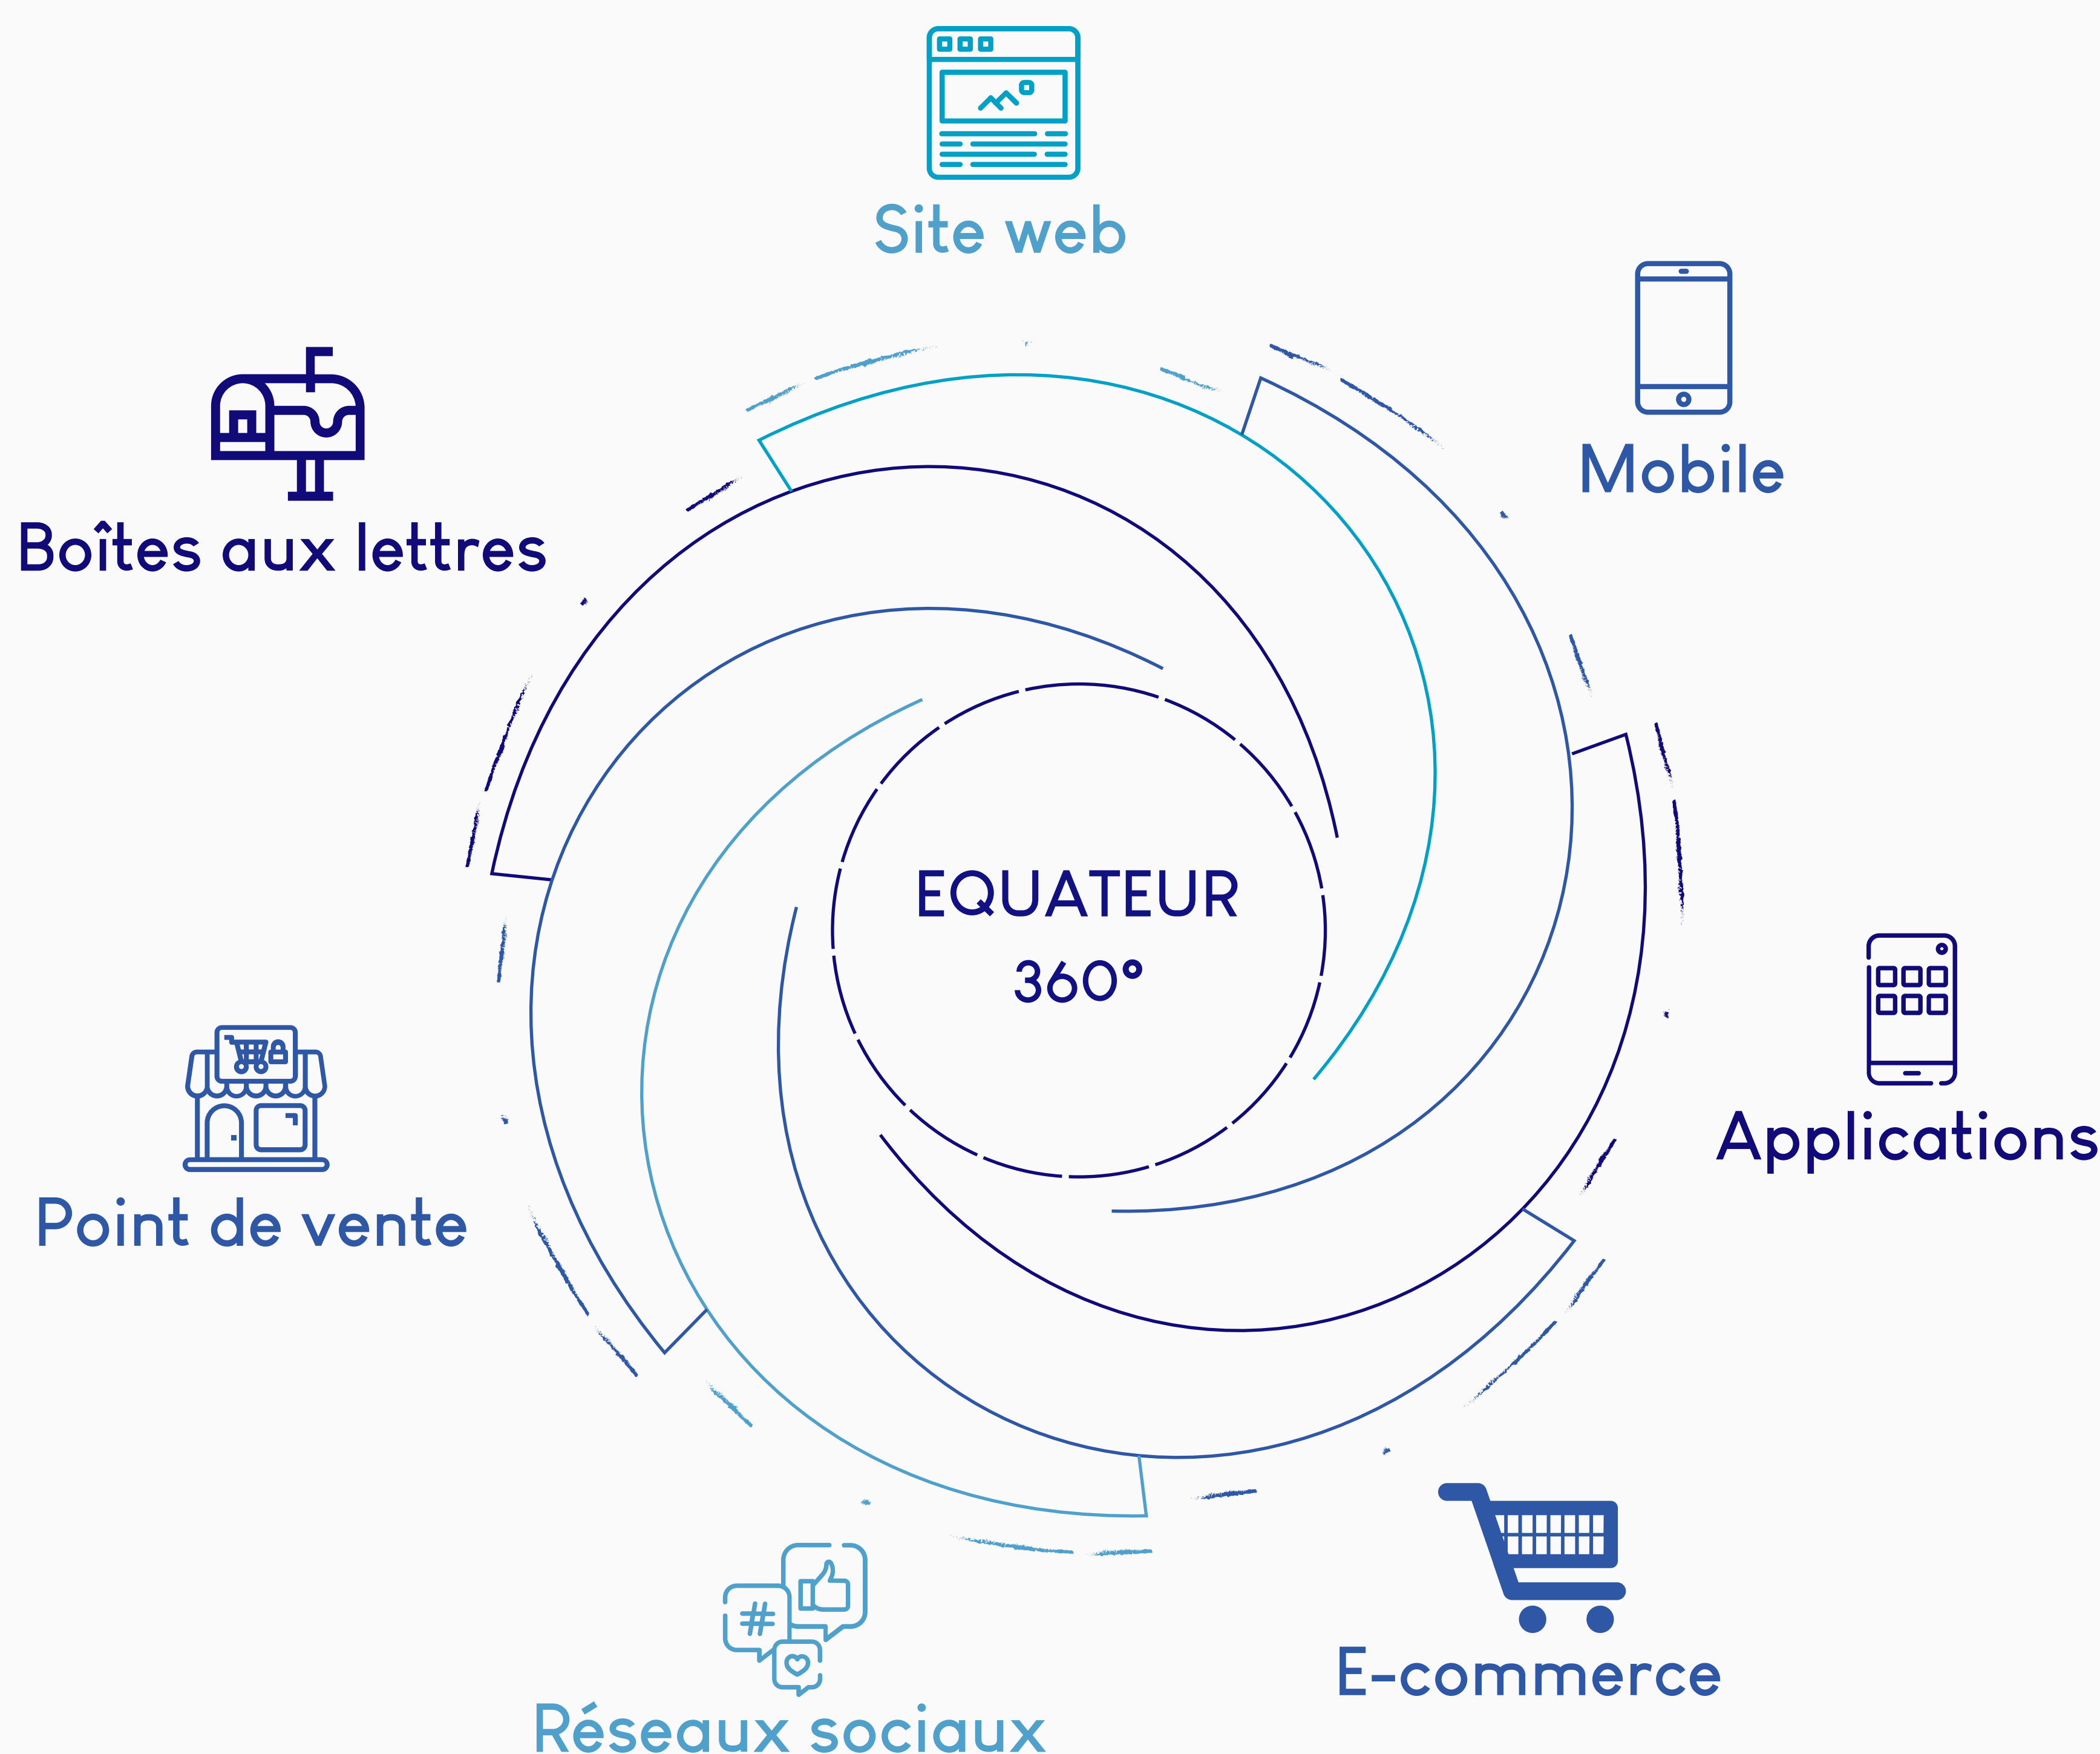 Site web
Mobile
Boîtes aux lettres
EQUATEUR
360°
Applications
Point de vente
E-commerce
Réseaux sociaux